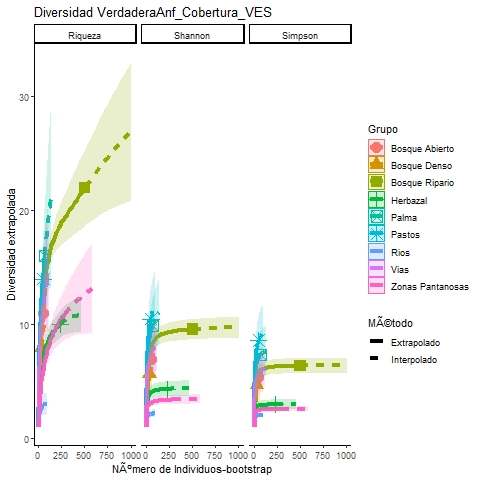 Diversidad VerdaderaAnf_Cobertura_VES
Riqueza
Shannon
Simpson
Diversidad extrapolada
30
20
10
0
0 250 500 750 1000
0 250 500 750 1000
0 250 500 750 1000
NÃºmero de Individuos-bootstrap
Grupo
Bosque Abierto
Bosque Denso
Bosque Ripario
Herbazal
Palma
Pastos
Rios
Vias
Zonas Pantanosas
MÃ©todo
Extrapolado
Interpolado